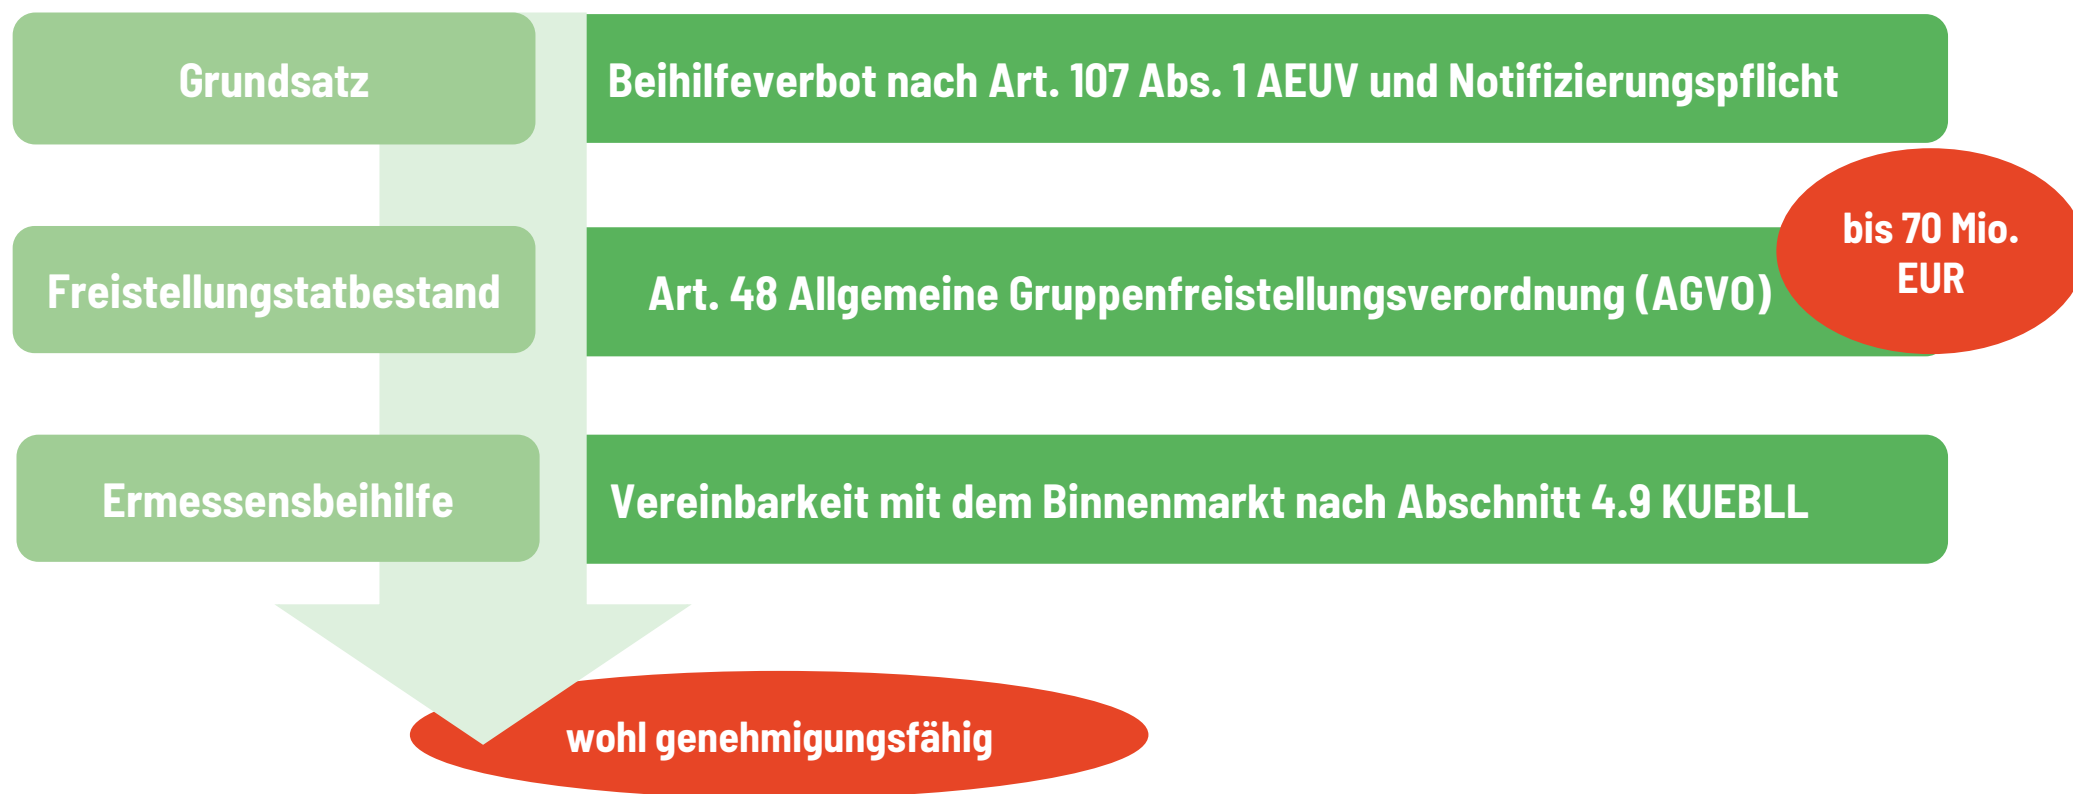 Grundsatz
Beihilfeverbot nach Art. 107 Abs. 1 AEUV und Notifizierungspflicht
Freistellungstatbestand
Art. 48 Allgemeine Gruppenfreistellungsverordnung (AGVO)
bis 70 Mio.
EUR
Ermessensbeihilfe
Vereinbarkeit mit dem Binnenmarkt nach Abschnitt 4.9 KUEBLL
wohl genehmigungsfähig